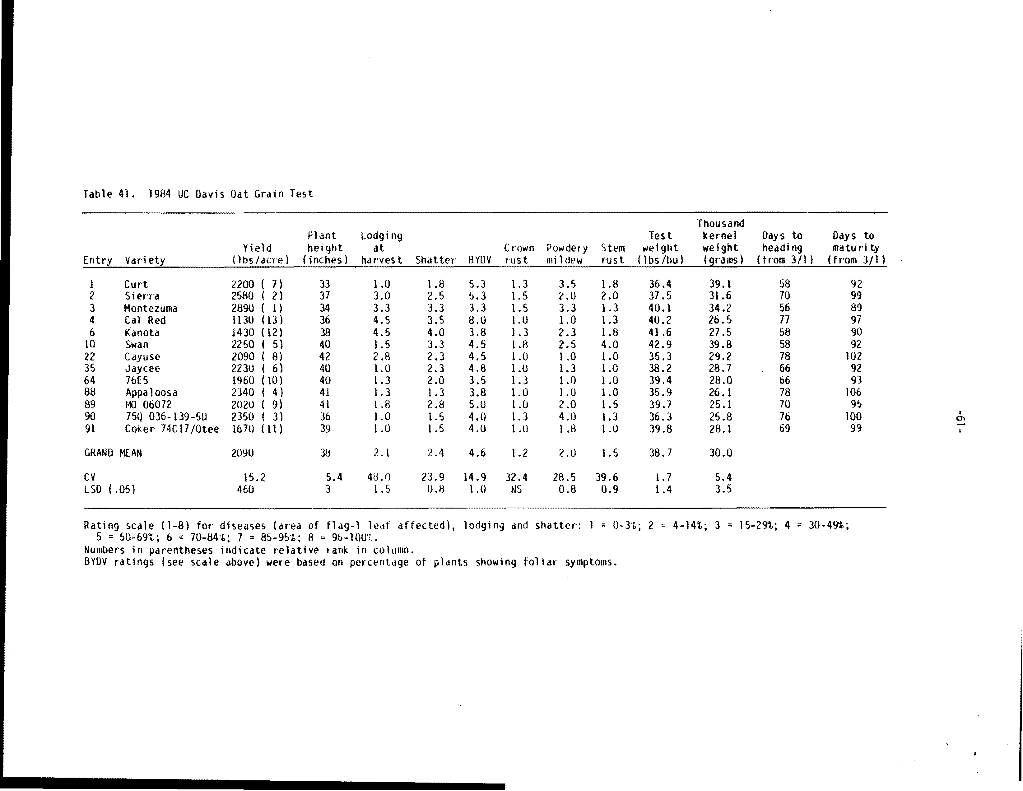 Table 41. 1984 UC Davis Oat Grain Test
Thousand
Plant Lodging Test kernel Days to Days to
Yield height at Crown Powdery Stem weight weight heading maturity
Entry Variety (lbs/acre) (inches) harvest Shatter BYDV rust mildew rust (lbs/bu) (grams) (from 3/1) (from 3/1)
1 Curt 2200 ( 7) 33 1.0 1.8 5.3 1.3 3.5 1.8 36.4 39.1 58 92
2 Sierra 2580 ( 2) 37 3.0 2.5 5.3 1.5 2.0 2.0 37.5 31.6 70 99
3 Montezuma 2890 ( 1) 34 3.3 3.3 3.3 1.5 3.3 1.3 40.1 34.2 56 89
4 Cal Red 1130 (13) 36 4.5 3.5 8.0 1.0 1.0 1.3 40.2 26.5 77 97
6 Kanota 1430 (12) 38 4.5 4.0 3.8 1.3 2.3 1.8 41.6 27.5 58 90
10 Swan 2250 ( 5) 40 1.5 3.3 4.5 1.8 2.5 4.0 42.9 39.8 58 92
22 Cayuse 2090 ( 8) 42 2.8 2.3 4.5 1.0 1.0 1.0 35.3 29.2 78 102
35 Jaycee 2230 ( 6) 40 1.0 2.3 4.8 1.0 1.3 1.0 38.2 28.7 66 92
64 76E5 1960 (10) 40 1.3 2.0 3.5 1.3 1.0 1.0 39.4 28.0 66 93
88 Appaloosa 2340 ( 4) 41 1.3 1.3 3.8 1.0 1.0 1.0 35.9 26.1 78 106
89 MO 06072 2020 ( 9) 41 1.8 2.8 5.0 1.0 2.0 1.5 39.7 25.1 70 95
90 75Q 036-139-5U 2350 ( 3) 36 1.0 1.5 4.0 1.3 4.0 1.3 36.3 25.8 76 100
91 Coker 74C17/Otee 1670 (11) 39 1.0 1.5 4.0 1.0 1.8 1.0 39.8 28.1 69 99
GRAND MEAN 2090 38 2.1 2.4 4.6 1.2 2.0 1.5 38.7 30.0
CV 15.2 5.4 48.0 23.9 14.9 32.4 28.5 39.6 1.7 5.4
LSD (.05) 460 3 1.5 0.8 1.0 NS 0.8 0.9 1.4 3.5
Rating scale (1-8) for diseases (area of flag-1 leaf affected), lodging and shatter: 1 = 0-3%; 2 = 4-14%; 3 = 15-29%; 4 = 30-49%;
5 = 50-69%; 6 = 70-84%; 7 = 85-95%; 8 = 96-100%.
Numbers in parentheses indicate relative rank in column.
BYDV ratings (see scale above) were based on percentage of plants showing foliar symptoms.